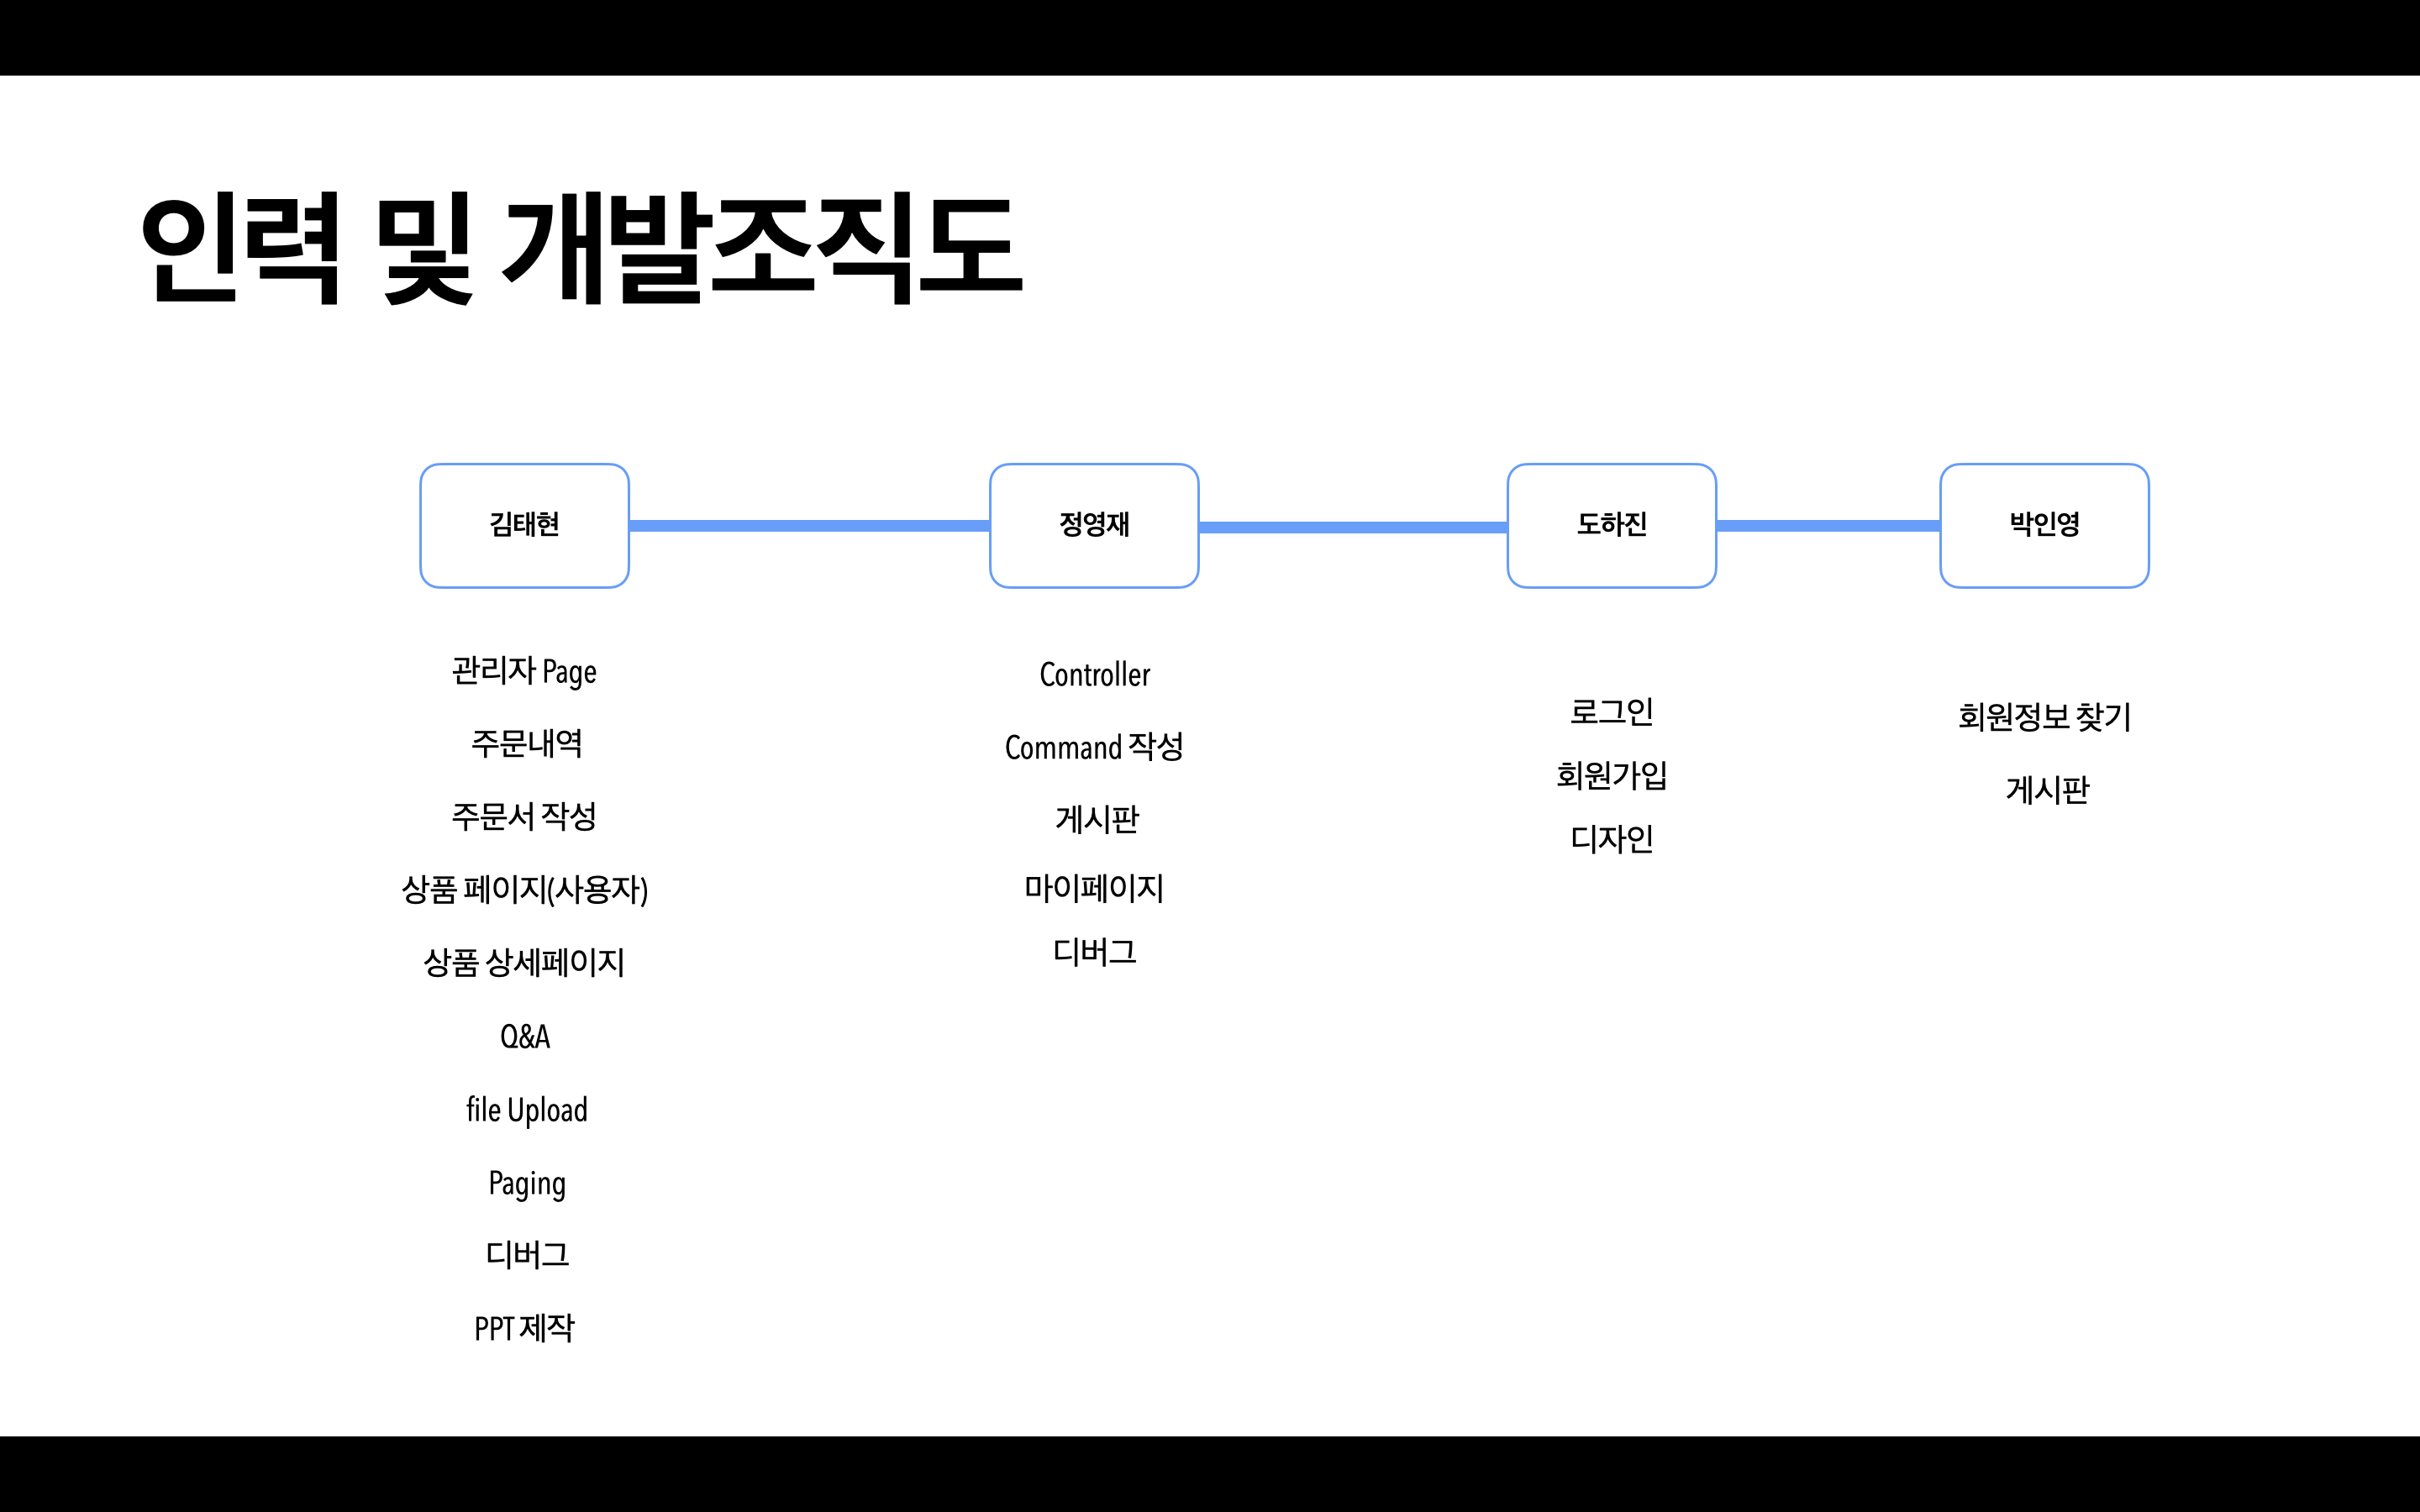 인력 및 개발조직도
김태현
관리자 Page
주문내역
주문서 작성
상품 페이지(사용자)
상품 상세페이지
Q&A
file Upload
Paging
디버그
PPT 제작
정영재
Controller
Command 작성
게시판
마이페이지
디버그
도하진
로그인
회원가입
디자인
박인영
회원정보 찾기
게시판